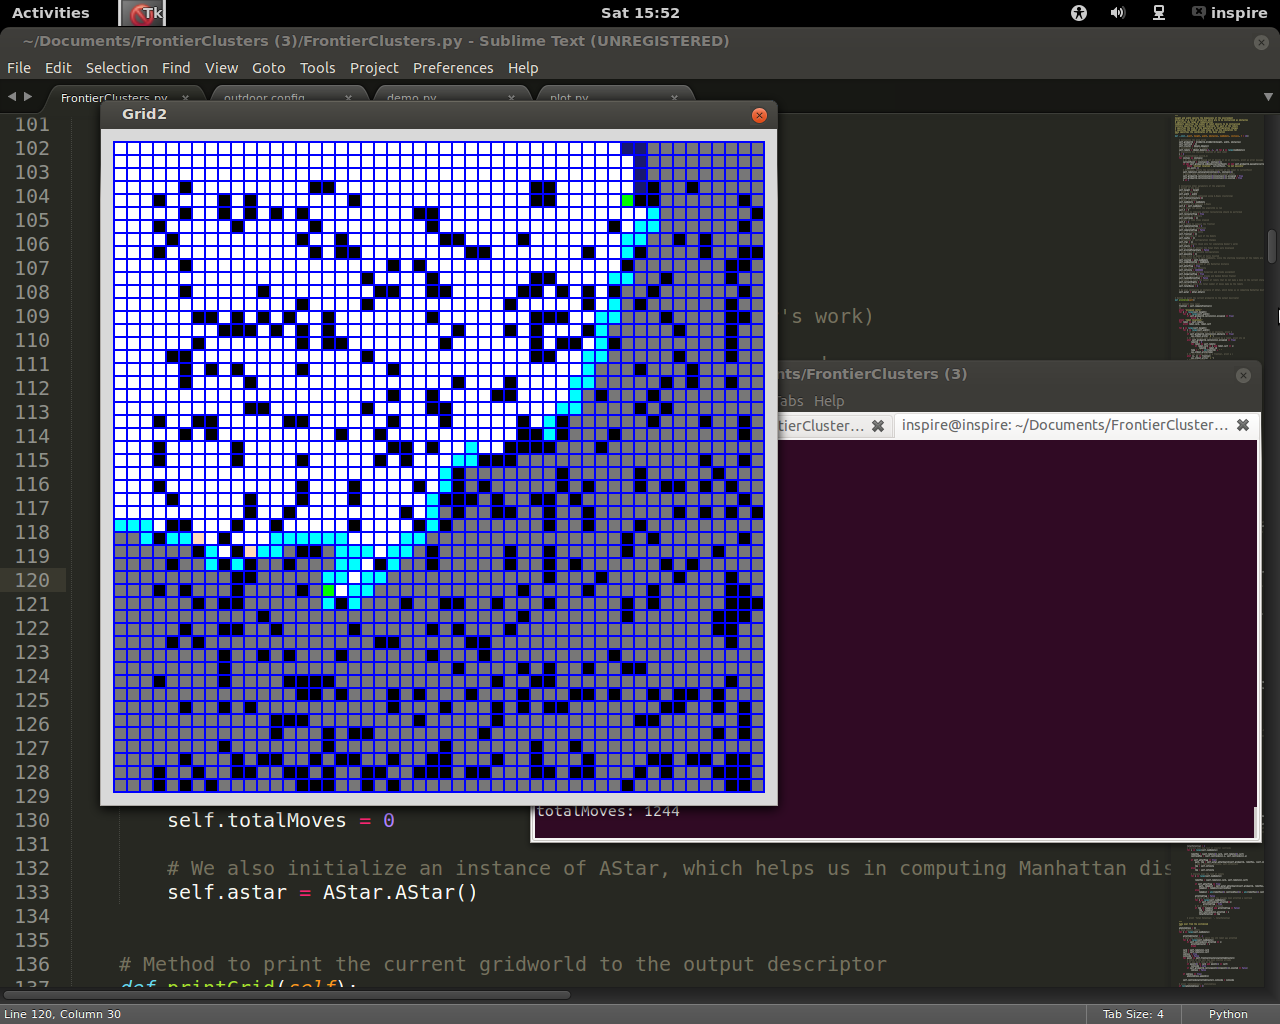 Activities
Tk
Sat 15:52
inspire
~/Documents/FrontierClusters (3)/FrontierClusters.py - Sublime Text (UNREGISTERED)
File Edit Selection Find View Goto Tools Project Preferences Help
FrontierClusters.py outdoor.config demo.py plot.py
Grid2
101
102
103
104
105
106
107
108
109 's work)
110
111
112
113
114
115
116
117
118
119
120
121
122
123
124
125
126
127
128
129
130 self.totalMoves = 0
131
132 # We also initialize an instance of AStar, which helps us in computing Manhattan dis
133 self.astar = AStar.AStar()
134
135
136 # Method to print the current gridworld to the output descriptor
137 def printGrid(self):
nts/FrontierClusters (3)
Tabs Help
tierCluster... inspire@inspire: ~/Documents/FrontierCluster...
totalMoves: 1244
Line 120, Column 30
Tab Size: 4
Python